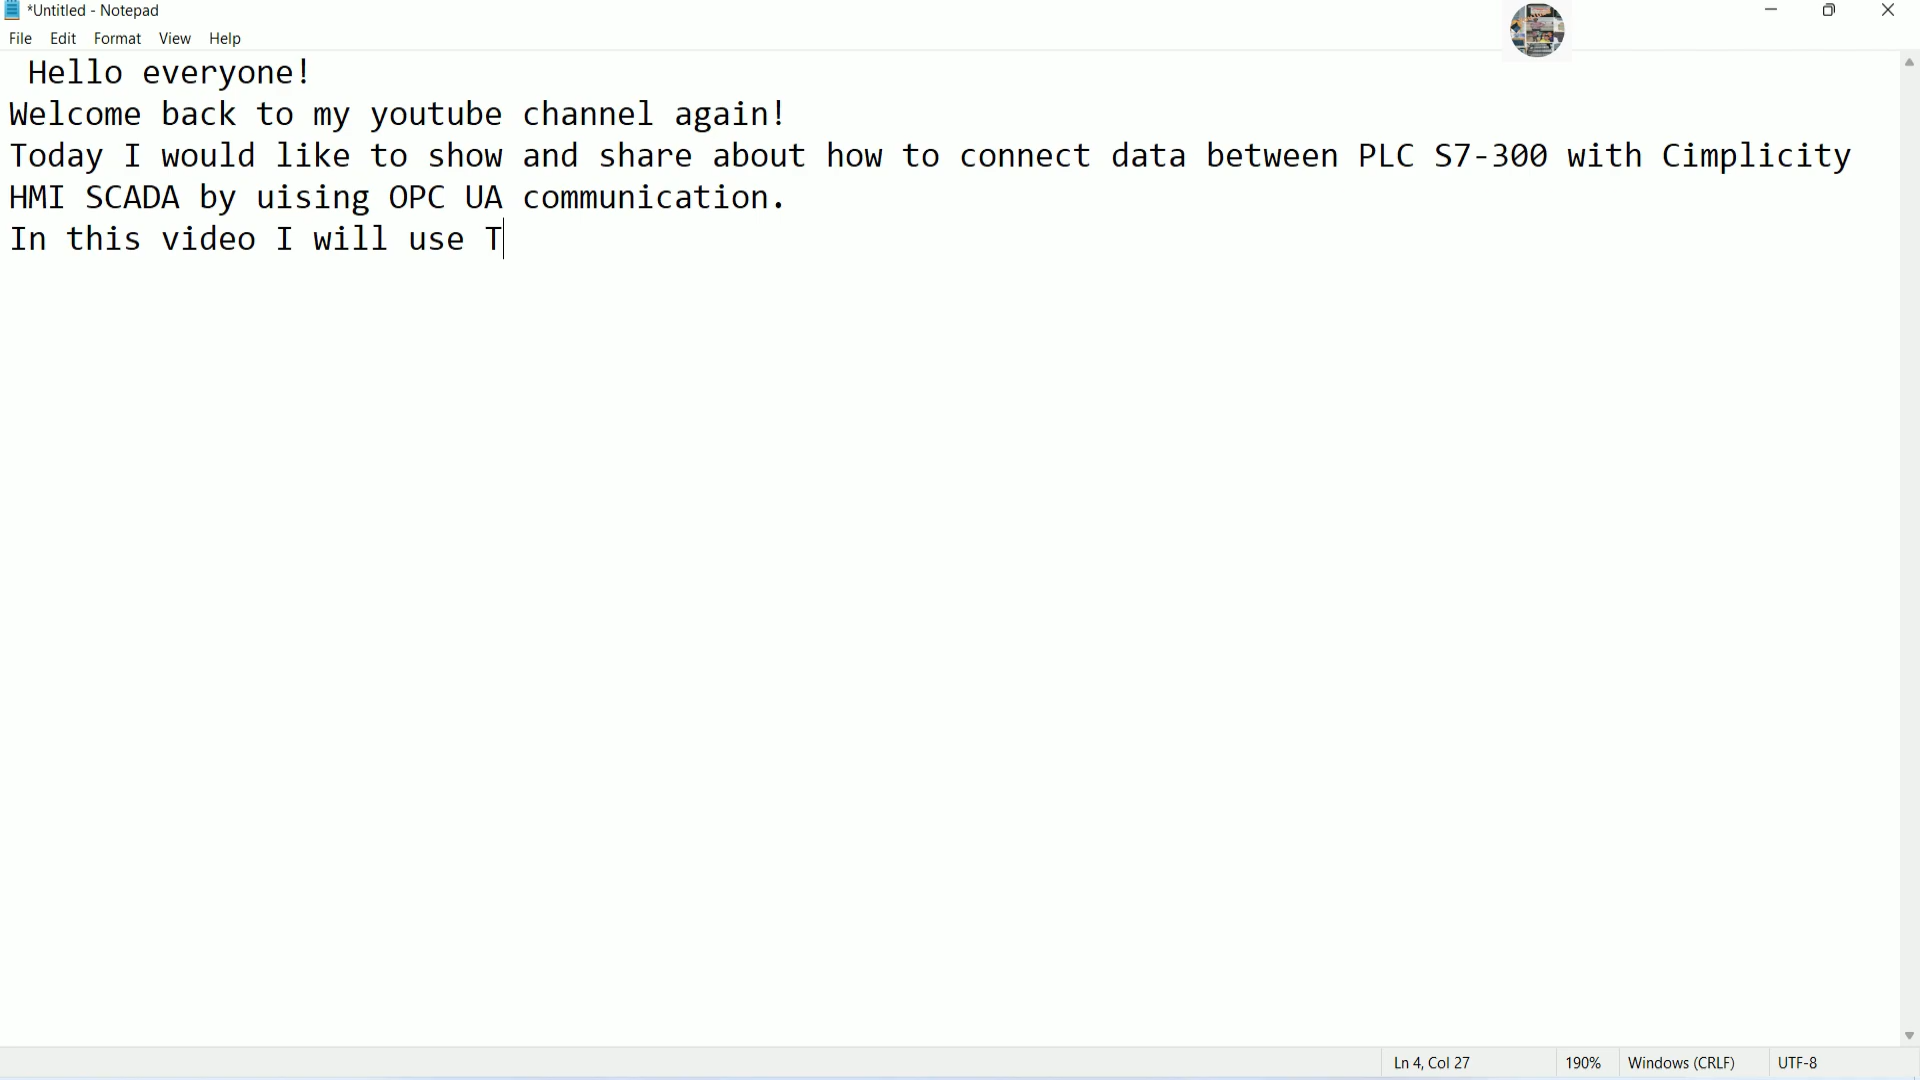 *Untitled - Notepad
File Edit Format View Help
Hello everyone!
Welcome back to my youtube channel again!
Today I would like to show and share about how to connect data between PLC S7-300 with Cimplicity
HMI SCADA by uising OPC UA communication.
In this video I will use T
Ln 4, Col 27 190% Windows (CRLF) UTF-8